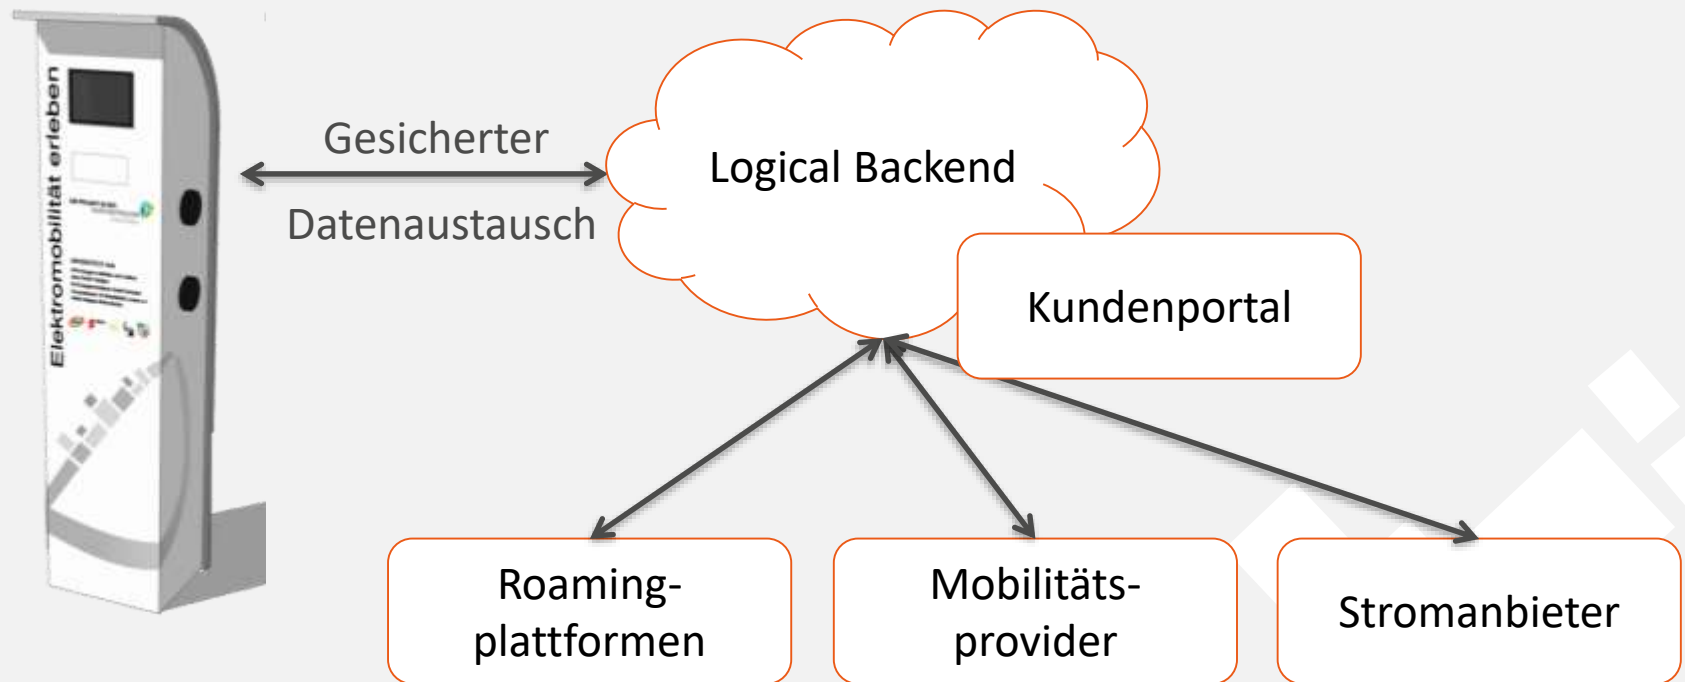 Elektromobilität erleben
Gesicherter
Datenaustausch
Logical Backend
Kundenportal
Roaming-
plattformen
Mobilitäts-
provider
Stromanbieter